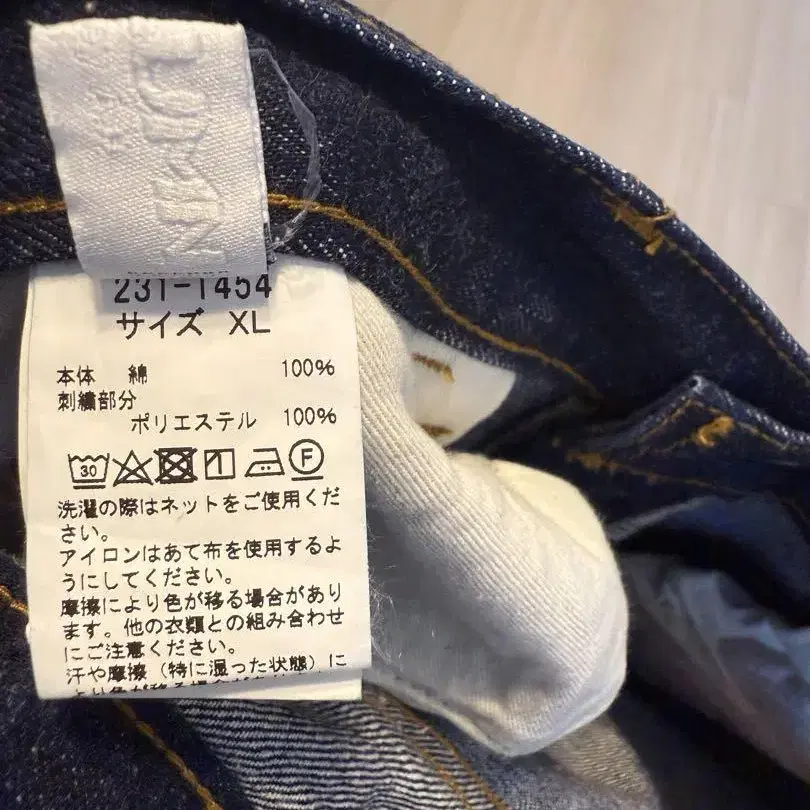 231-1454
サイズ XL
本体 綿 100%
刺繍部分
ポリエステル 100%
30 F
洗濯の際はネットをご使用くだ
さい。
アイロンはあて布を使用するよ
うにしてください。
摩擦により色が移る場合があり
ます。他の衣類との組み合わせ
にご注意ください。
汗や摩擦（特に湿った状態）に